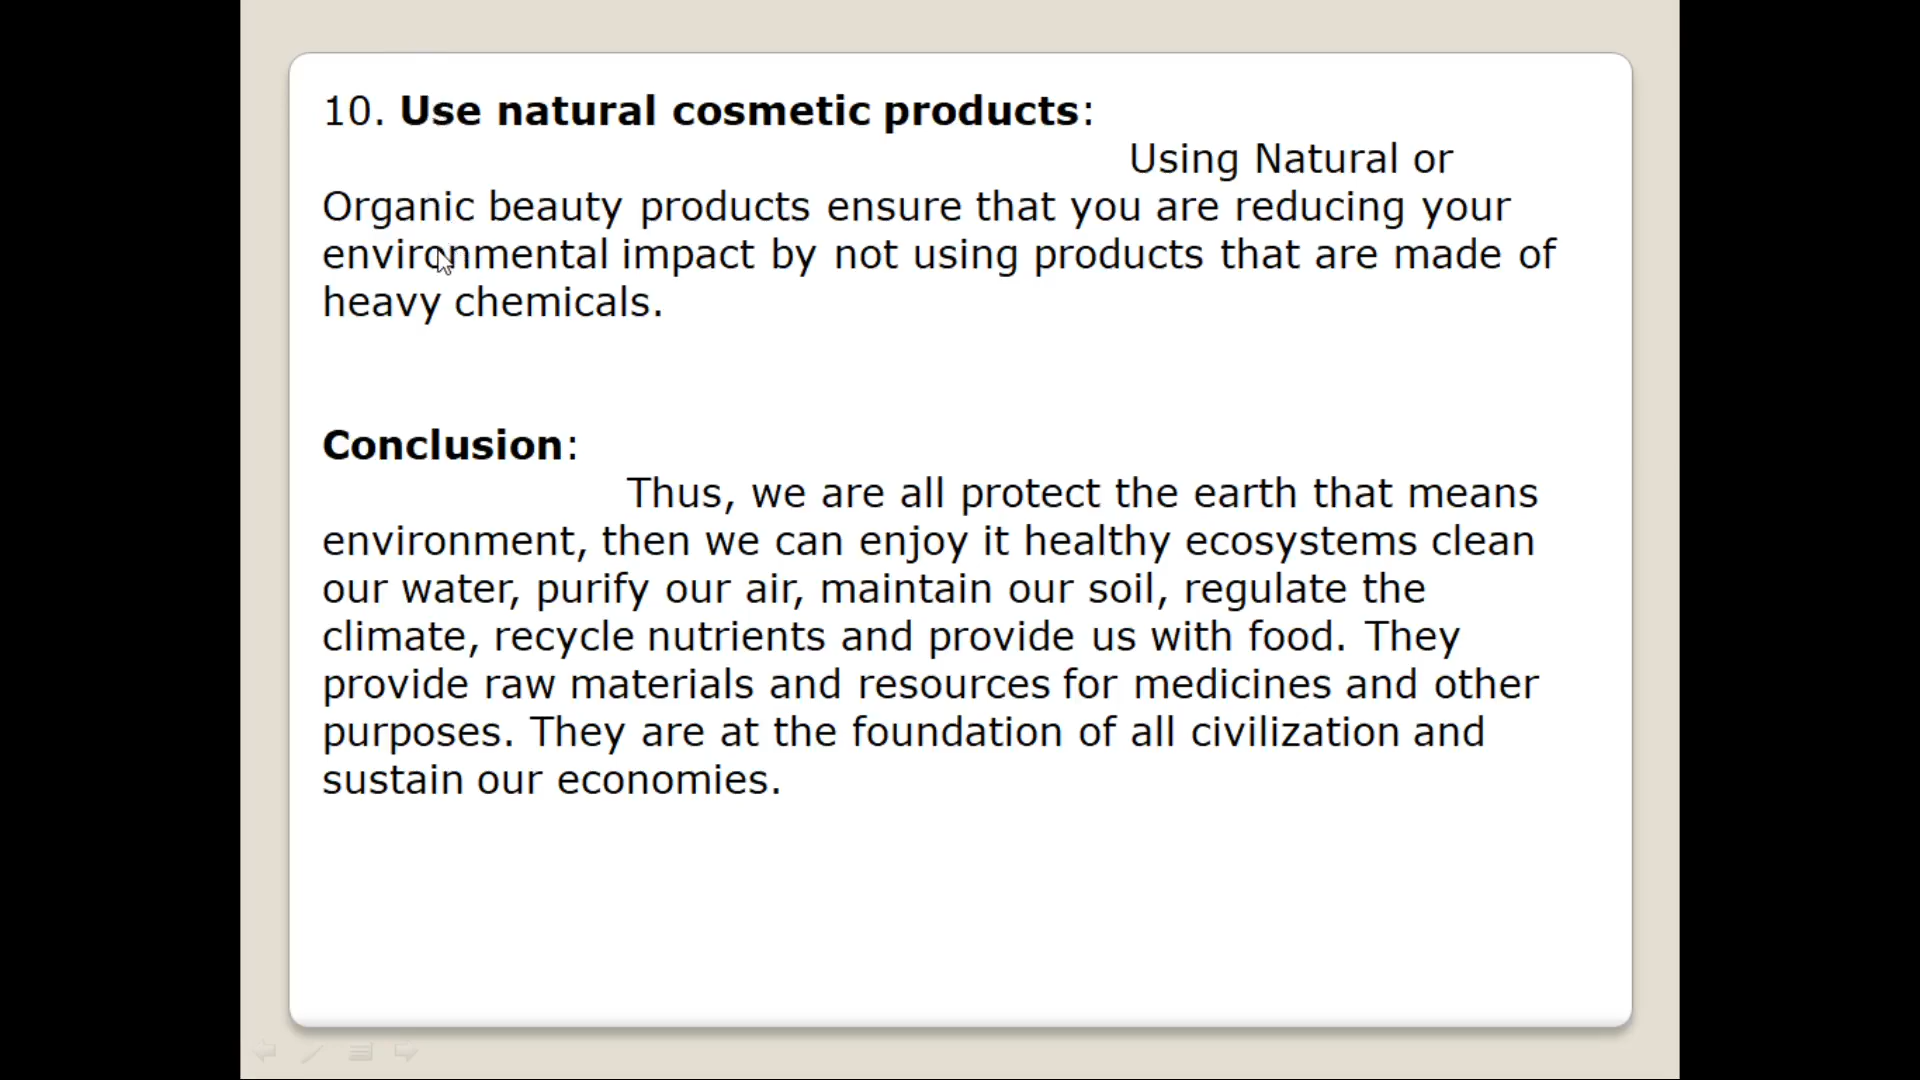 10. Use natural cosmetic products:
Using Natural or
Organic beauty products ensure that you are reducing your
environmental impact by not using products that are made of
heavy chemicals.
Conclusion:
Thus, we are all protect the earth that means
environment, then we can enjoy it healthy ecosystems clean
our water, purify our air, maintain our soil, regulate the
climate, recycle nutrients and provide us with food. They
provide raw materials and resources for medicines and other
purposes. They are at the foundation of all civilization and
sustain our economies.